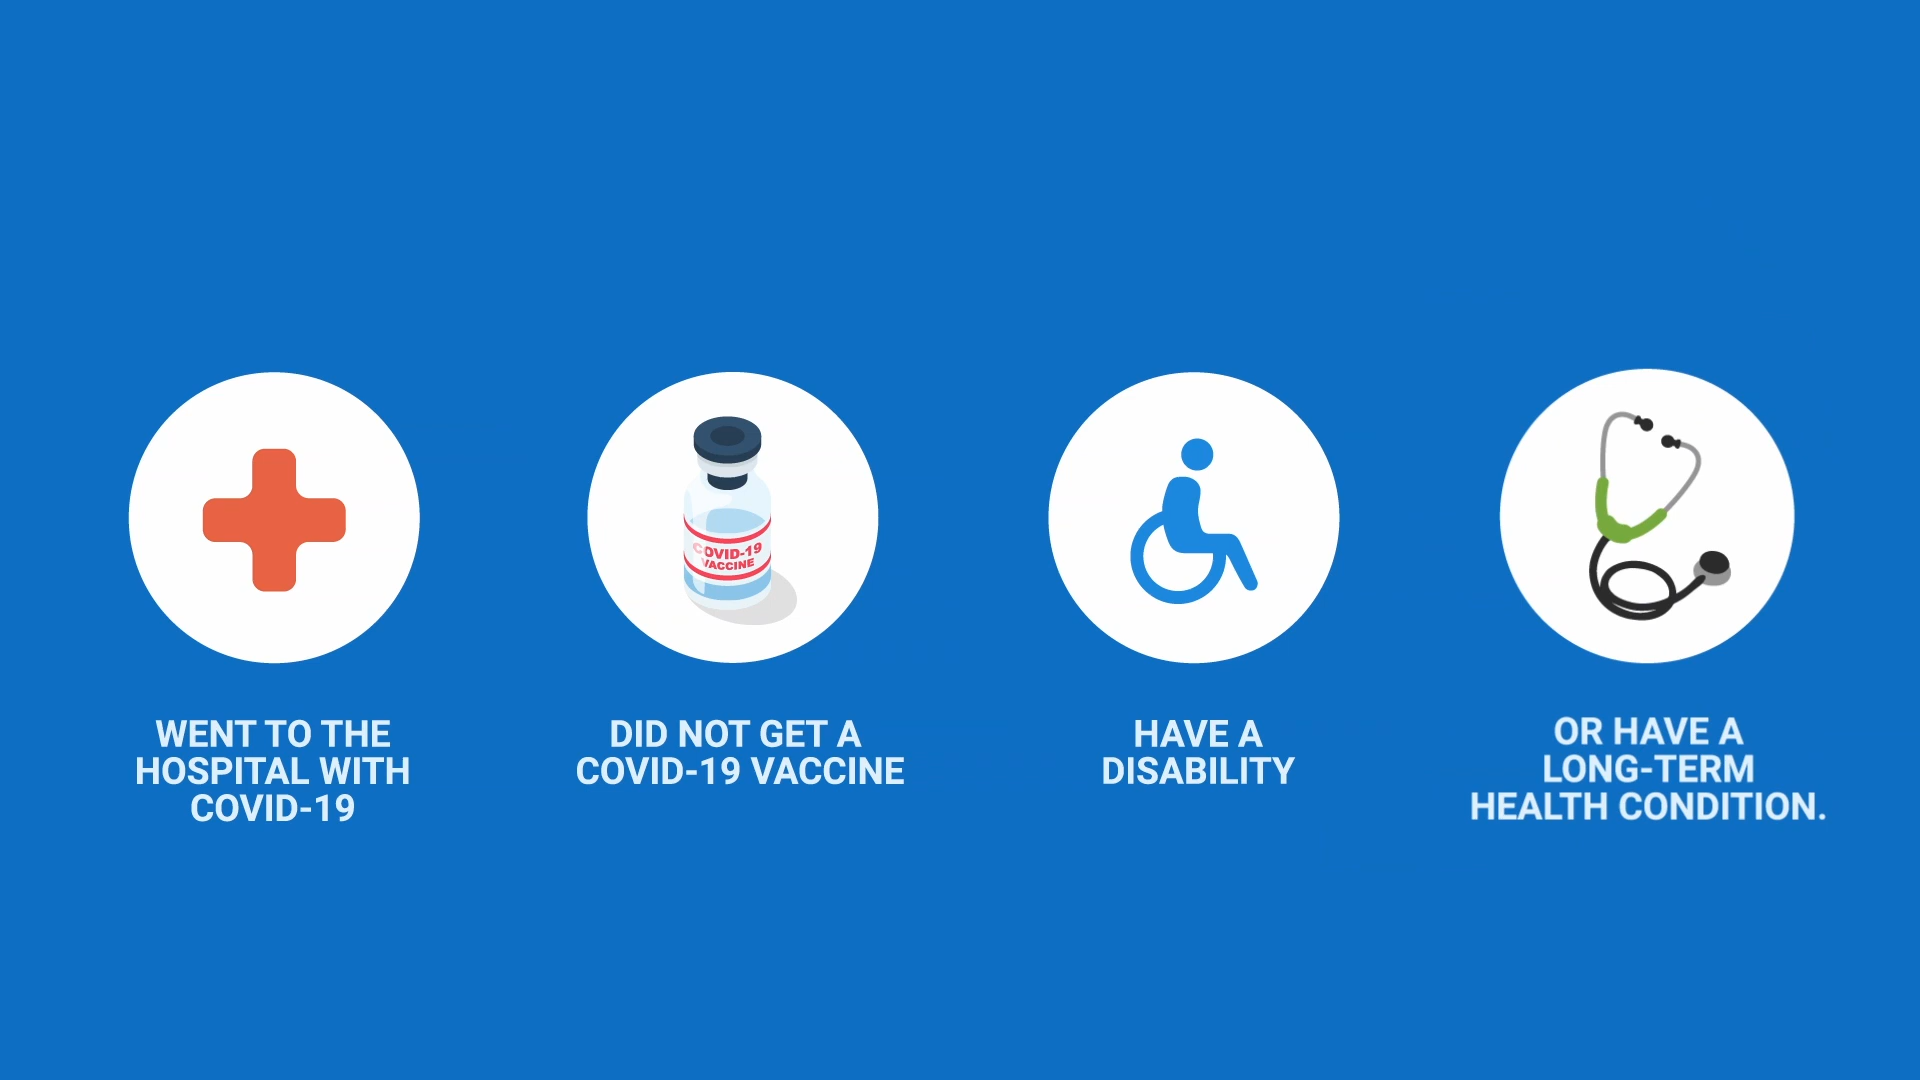 COVID-19
VACCINE
WENT TO THE
HOSPITAL WITH
COVID-19
DID NOT GET A
COVID-19 VACCINE
HAVE A
DISABILITY
OR HAVE A
LONG-TERM
HEALTH CONDITION.